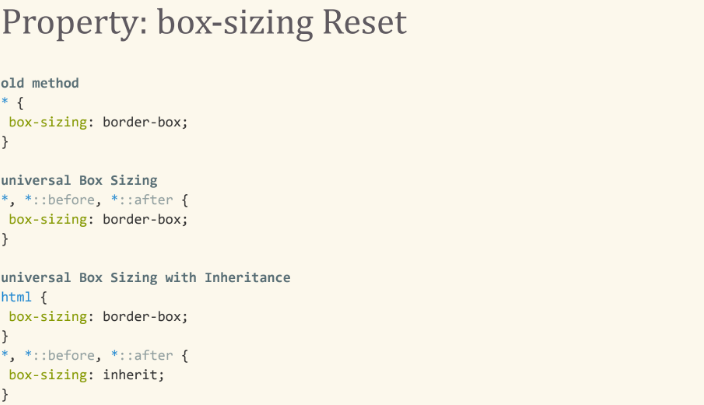 Property: box-sizing Reset
old method
* {
 box-sizing: border-box;
}
universal Box Sizing
*, *::before, *::after {
 box-sizing: border-box;
}
universal Box Sizing with Inheritance
html {
 box-sizing: border-box;
}
*, *::before, *::after {
 box-sizing: inherit;
}